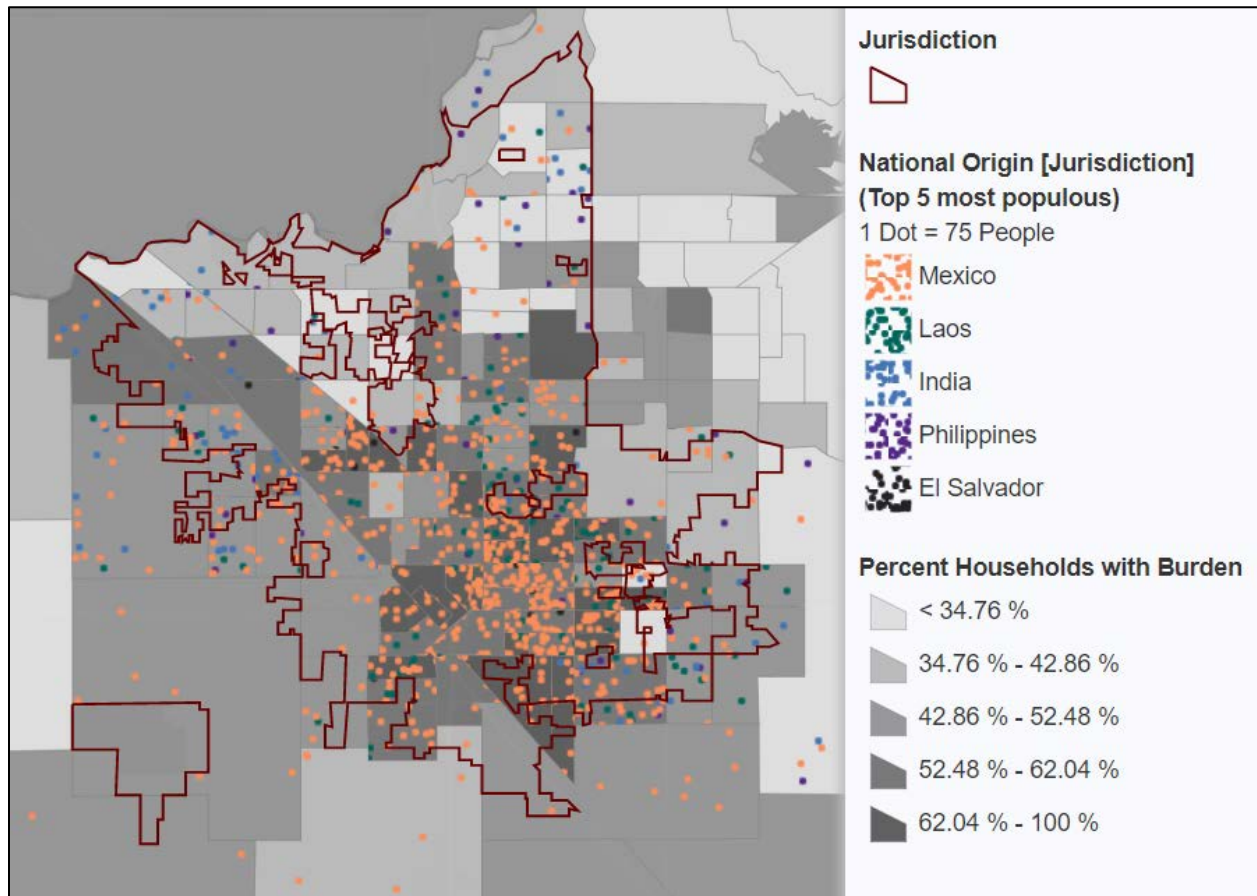 Jurisdiction
National Origin [Jurisdiction]
(Top 5 most populous)
1 Dot = 75 People
Mexico
Laos
India
Philippines
El Salvador
Percent Households with Burden
< 34.76 %
34.76 % - 42.86 %
42.86 % - 52.48 %
52.48 % - 62.04 %
62.04 % - 100 %